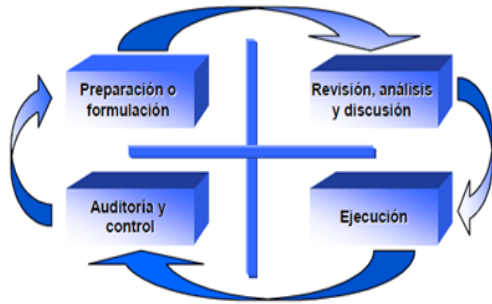 Preparación o
formulación
Revisión, análisis
y discusión
Auditoría y
control
Ejecución